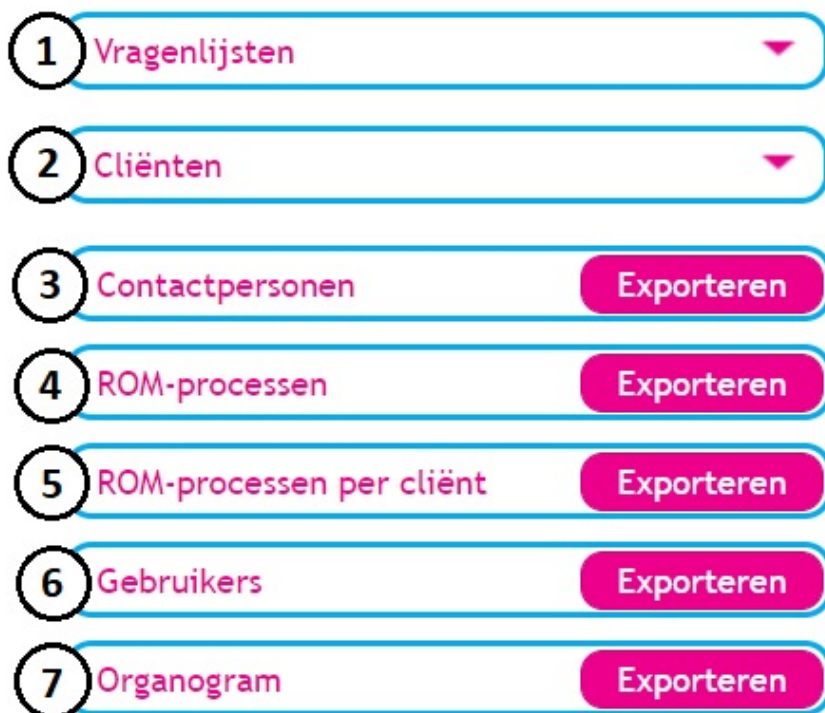 1 Vragenlijsten
2 Cliënten
3 Contactpersonen Exporteren
4 ROM-processen Exporteren
5 ROM-processen per cliënt Exporteren
6 Gebruikers Exporteren
7 Organogram Exporteren